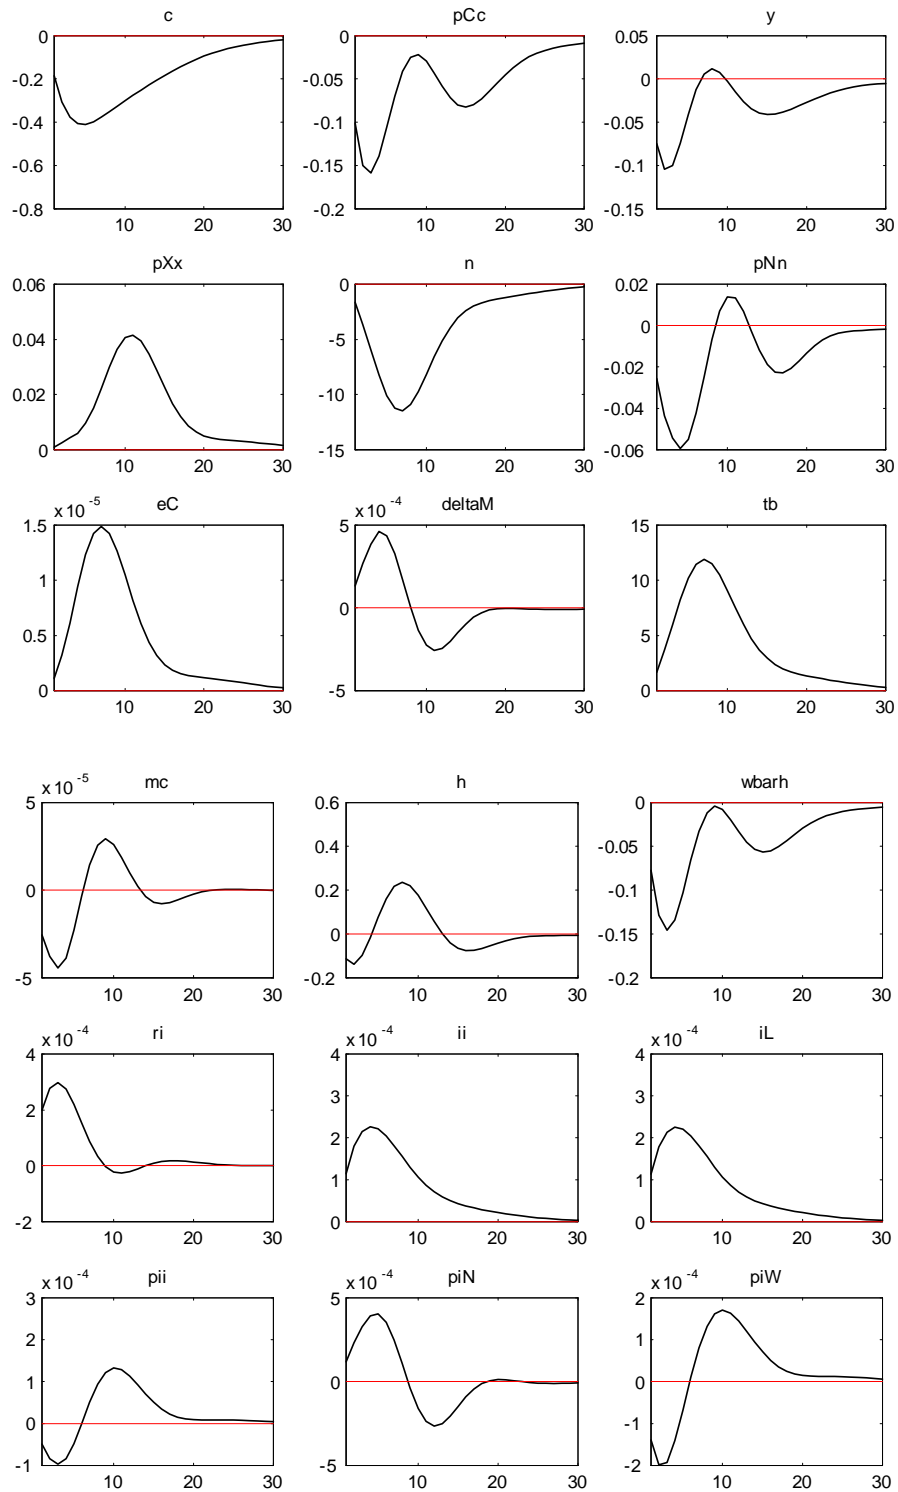 c pCc y
0 0 0.05
-0.2 -0.05 0
-0.4 -0.1 -0.05
-0.6 -0.15 -0.1
-0.8 -0.2 -0.15
10 20 30 10 20 30 10 20 30
pXx n pNn
0.06 0 0.02
0.04 -5 0
0.02 -10 -0.02
-0.04
0 -15 -0.06
10 20 30 10 20 30 10 20 30
x 10 -5 eC x 10 -4 deltaM tb
1.5 5 15
1 0 10
0.5 5
0 -5 0
10 20 30 10 20 30 10 20 30
x 10 -5 mc h wbarh
5 0.6 0
0.4 -0.05
0 0.2 -0.1
0 -0.15
-5 -0.2 -0.2
10 20 30 10 20 30 10 20 30
x 10 -4 ri x 10 -4 ii x 10 -4 iL
4 4 4
2 3 3
0 2 2
1 1
-2 0 0
10 20 30 10 20 30 10 20 30
x 10 -4 pii x 10 -4 piN x 10 -4 piW
3 5 2
2 1
1 0 0
0 -1
-1 -5 -2
10 20 30 10 20 30 10 20 30